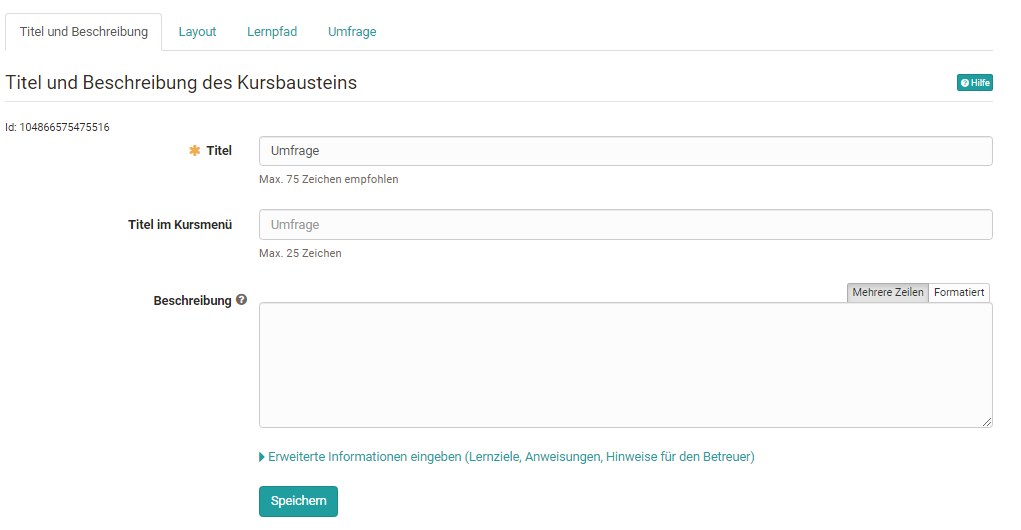 Titel und Beschreibung Layout Lernpfad Umfrage
Titel und Beschreibung des Kursbausteins Hilfe
Id: 104866575475516
Titel Umfrage
Max. 75 Zeichen empfohlen
Titel im Kursmenü Umfrage
Max. 25 Zeichen
Mehrere Zeilen Formatiert
Beschreibung
Erweiterte Informationen eingeben (Lernziele, Anweisungen, Hinweise für den Betreuer)
Speichern